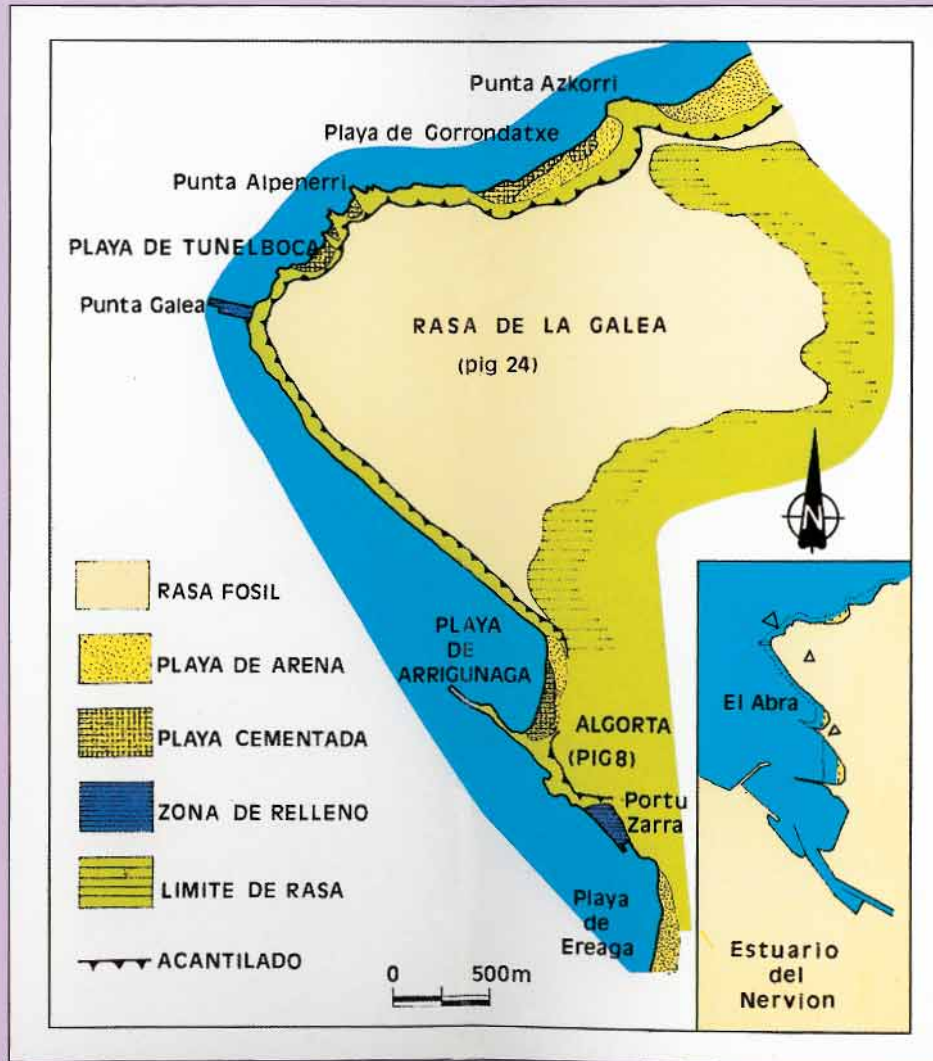 Punta Azkorri
Playa de Gorrondatxe
Punta Alpenerri
PLAYA DE TUNELBOCA
Punta Galea
RASA DE LA GALEA
(pig 24)
N
RASA FOSIL
PLAYA DE ARENA
PLAYA CEMENTADA
ZONA DE RELLENO
LIMITE DE RASA
ACANTILADO
0 500m
PLAYA
DE
ARRIGUNAGA
ALGORTA
(PIG8)
Portu
Zarra
Playa
de
Ereaga
El Abra
Estuario
del
Nervion